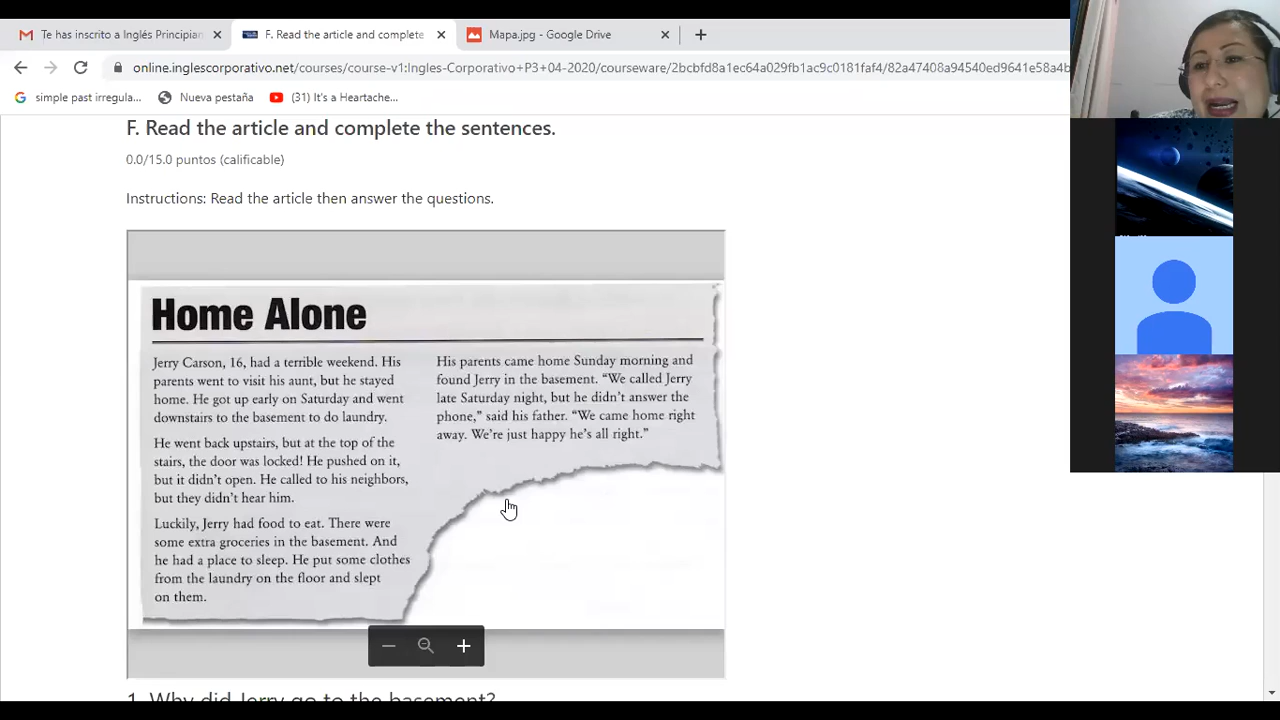 Te has inscrito a Inglés Principian
F. Read the article and complete
Mapa.jpg - Google Drive
online.inglescorporativo.net/courses/course-v1:Ingles-Corporativo+P3+04-2020/courseware/2bcbfd8a1ec64a029fb1ac9c0181faf4/82a47408a94540ed9641e58a4b
simple past irregula...
Nueva pestaña
(31) It's a Heartache...
F. Read the article and complete the sentences.
0.0/15.0 puntos (calificable)
Instructions: Read the article then answer the questions.
Home Alone
Jerry Carson, 16, had a terrible weekend. His
parents went to visit his aunt, but he stayed
home. He got up early on Saturday and went
downstairs to the basement to do laundry.
He went back upstairs, but at the top of the
stairs, the door was locked! He pushed on it,
but it didn't open. He called to his neighbors,
but they didn't hear him.
Luckily, Jerry had food to eat. There were
some extra groceries in the basement. And
he had a place to sleep. He put some clothes
from the laundry on the floor and slept
on them.
His parents came home Sunday morning and
found Jerry in the basement. "We called Jerry
late Saturday night, but he didn't answer the
phone," said his father. "We came home right
away. We're just happy he's all right."
1. Why did Jerry go to the basement?